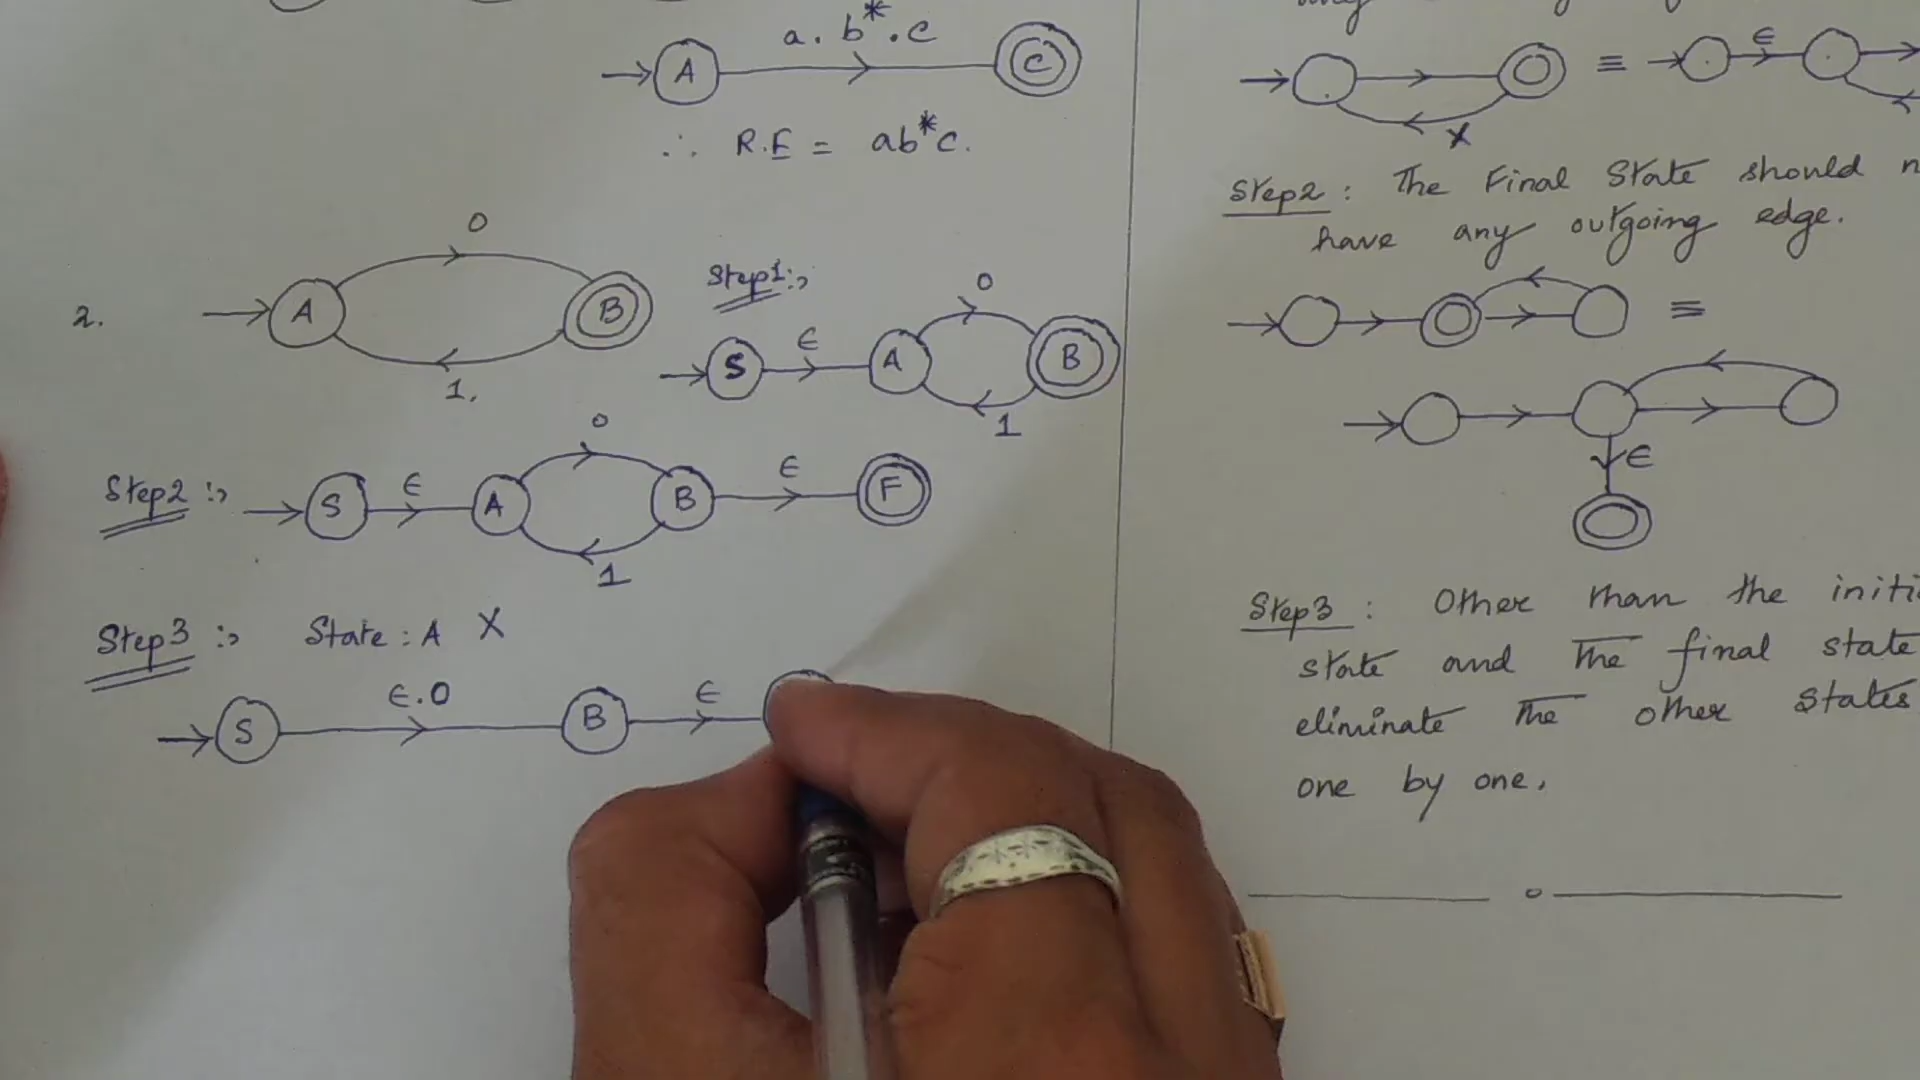 a.b*.c
A C
∴ R.E = ab*c.
2.
0
A B
1.
Step1:>
0
S ϵ A B
1
Step2 :>
0
S ϵ A B ϵ F
1
Step3 :> State : A X
ϵ.0 ϵ
S B
any
≡ ϵ
X
Step2 : The Final State should
have any outgoing edge.
≡
ϵ
Step3 : Other than the
state and The final state
eliminate The other states
one by one.